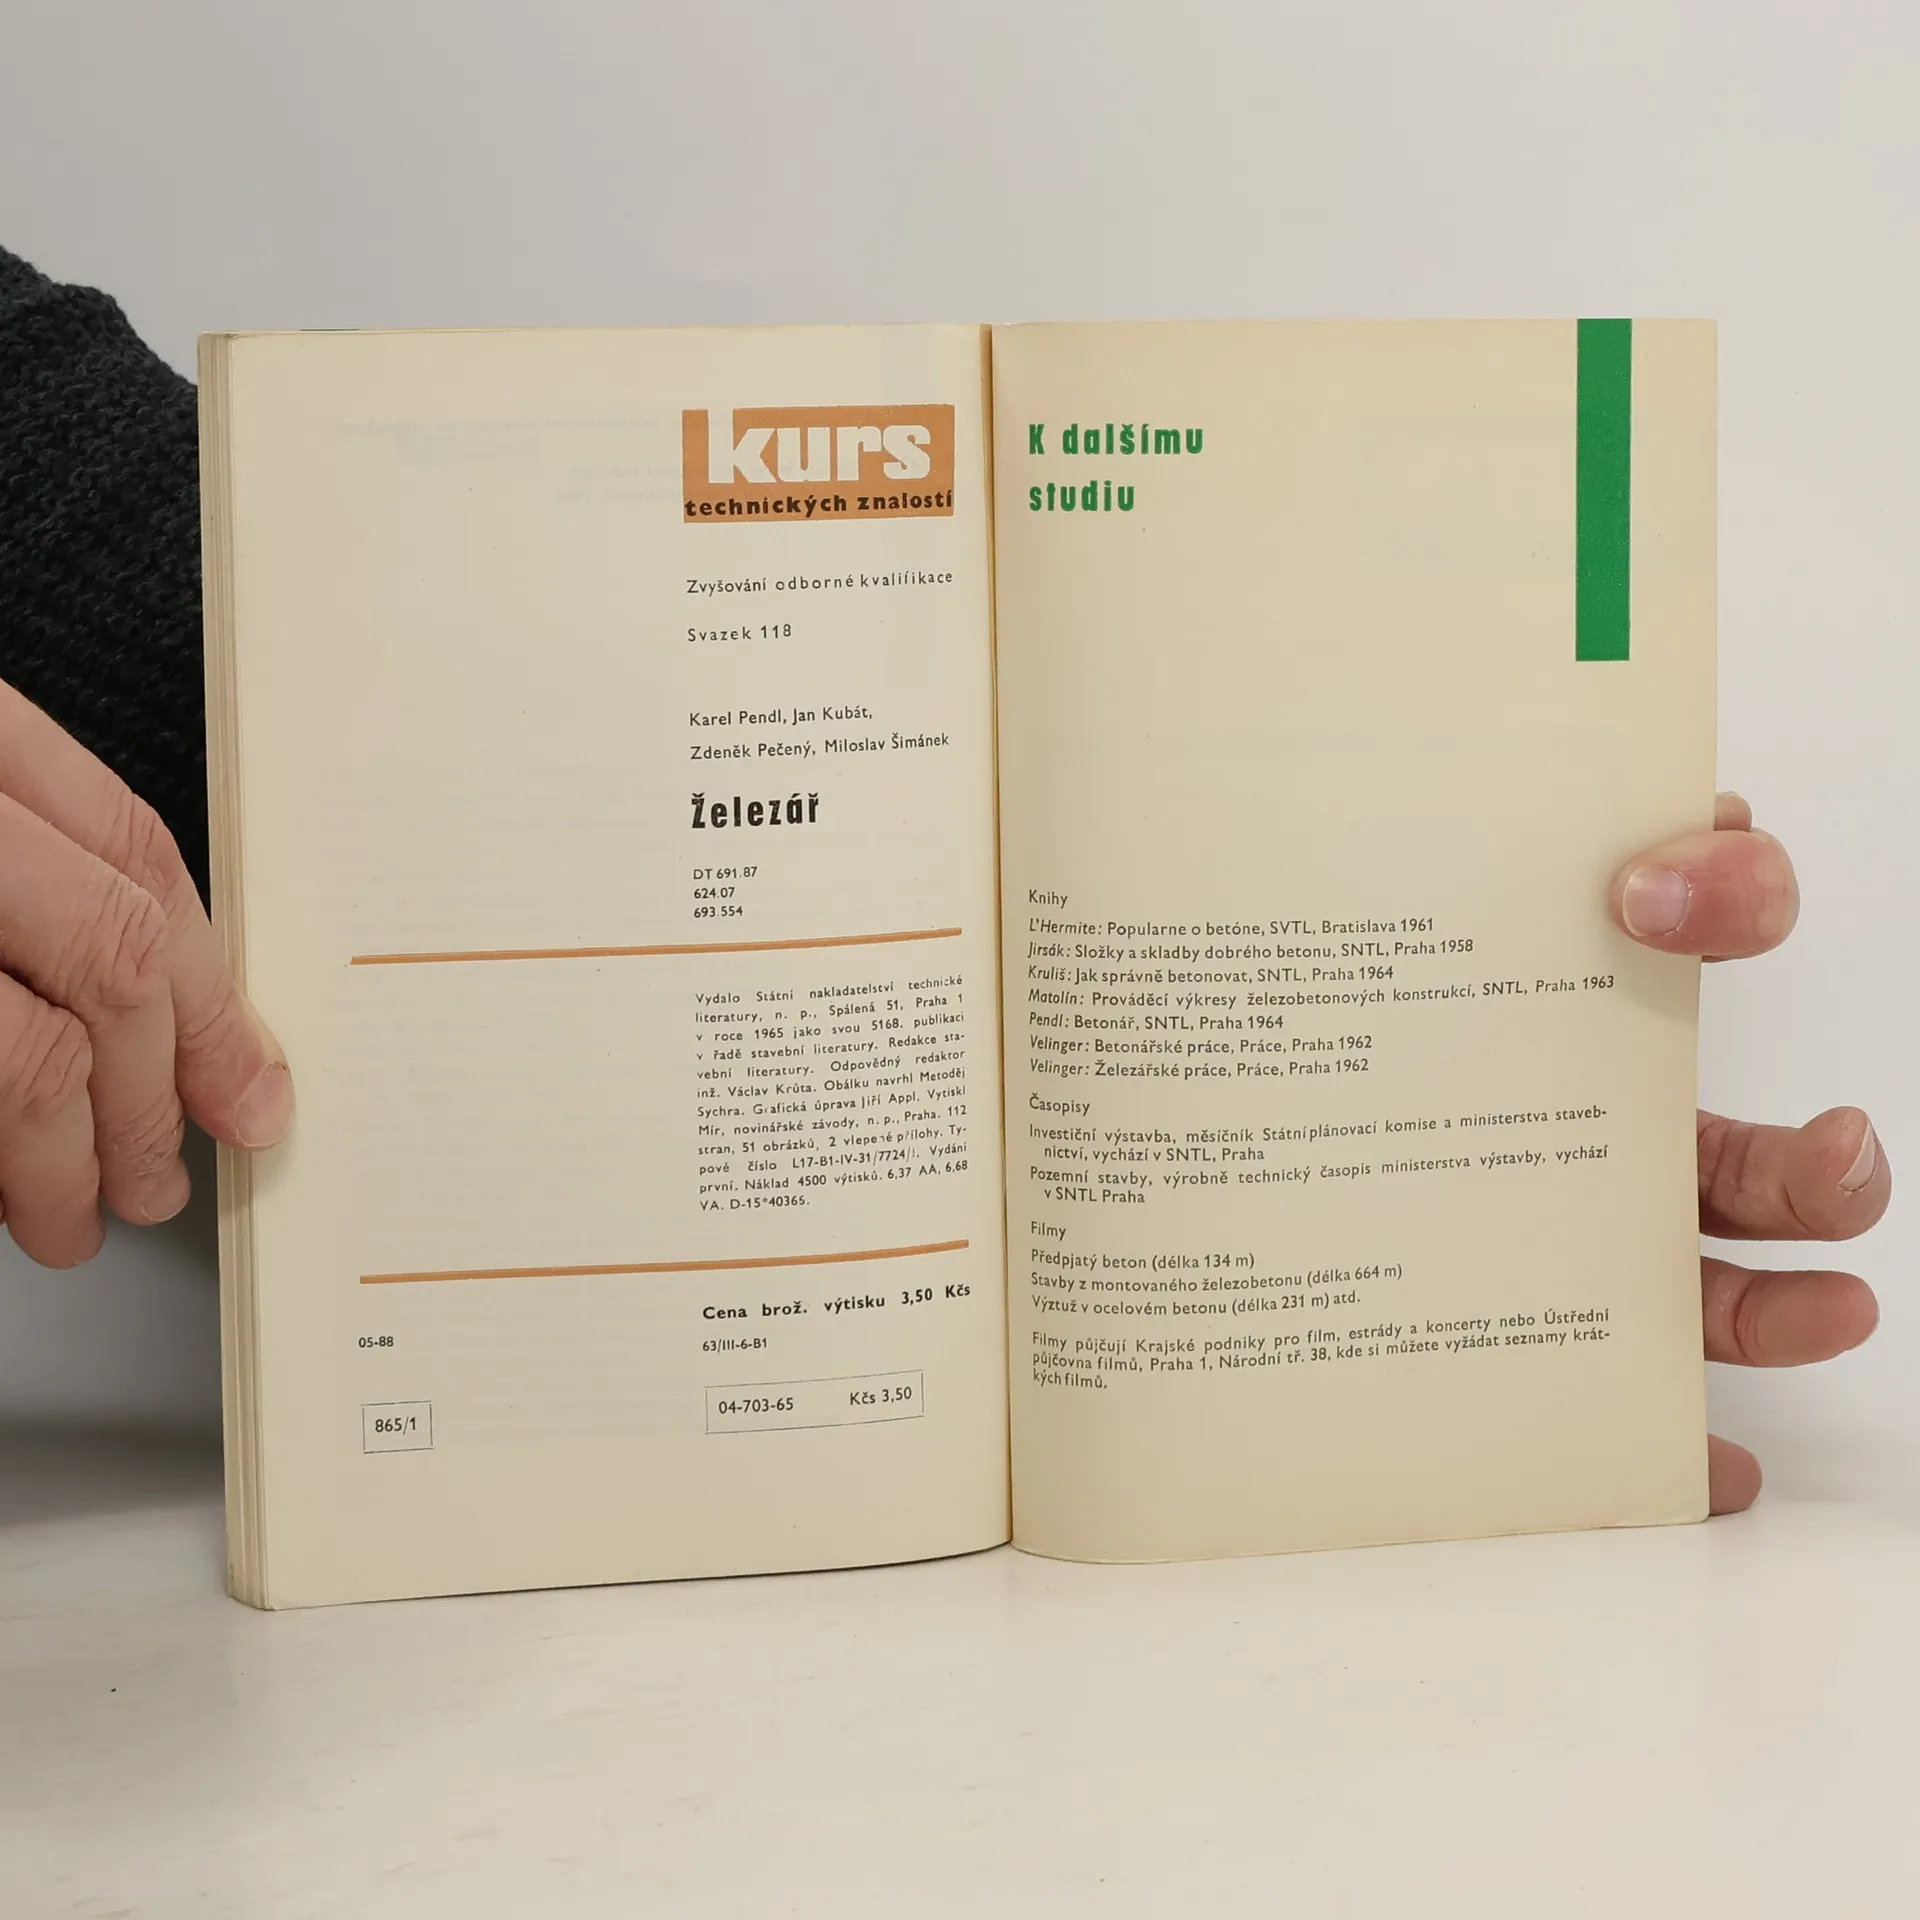 kurs
technických znalostí
Zvyšování odborné kvalifikace
Svazek 118
Karel Pendl, Jan Kubát,
Zdeněk Pečený, Miloslav Šimánek
Železář
DT 691.87
624.07
693.554
Vydalo Státní nakladatelství technické
literatury, n. p., Spálená 51, Praha 1
v roce 1965 jako svou 5168. publikaci
v řadě stavební literatury. Redakce sta-
vební literatury. Odpovědný redaktor
inž. Václav Krůta. Obálku navrhl Metoděj
Sychra. Grafická úprava Jiří Appl. Vytiskl
Mír, novinářské závody, n. p., Praha. 112
stran, 51 obrázků, 2 vlepené přílohy. Ty-
pové číslo L17-B1-IV-31/7724/I. Vydání
první. Náklad 4500 výtisků. 6,37 AA, 6,68
VA. D-15*40366.
Cena brož. výtisku 3,50 Kčs
05-88
63/III-6-B1
04-703-65 Kčs 3,50
865/1
K dalšímu
studiu
Knihy
L'Hermite: Popularne o betóne, SVTL, Bratislava 1961
Jirsák: Složky a skladby dobrého betonu, SNTL, Praha 1958
Kruliš: Jak správně betonovat, SNTL, Praha 1964
Matolín: Prováděcí výkresy železobetonových konstrukcí, SNTL, Praha 1963
Pendl: Betonář, SNTL, Praha 1964
Velinger: Betonářské práce, Práce, Praha 1962
Velinger: Železářské práce, Práce, Praha 1962
Časopisy
Investiční výstavba, měsíčník Státní plánovací komise a ministerstva staveb-
nictví, vychází v SNTL, Praha
Pozemní stavby, výrobně technický časopis ministerstva výstavby, vychází
v SNTL Praha
Filmy
Předpjatý beton (délka 134 m)
Stavby z montovaného železobetonu (délka 664 m)
Výztuž v ocelovém betonu (délka 231 m) atd.
Filmy půjčují Krajské podniky pro film, estrády a koncerty nebo Ústřední
půjčovna filmů, Praha 1, Národní tř. 38, kde si můžete vyžádat seznamy krát-
kých filmů.